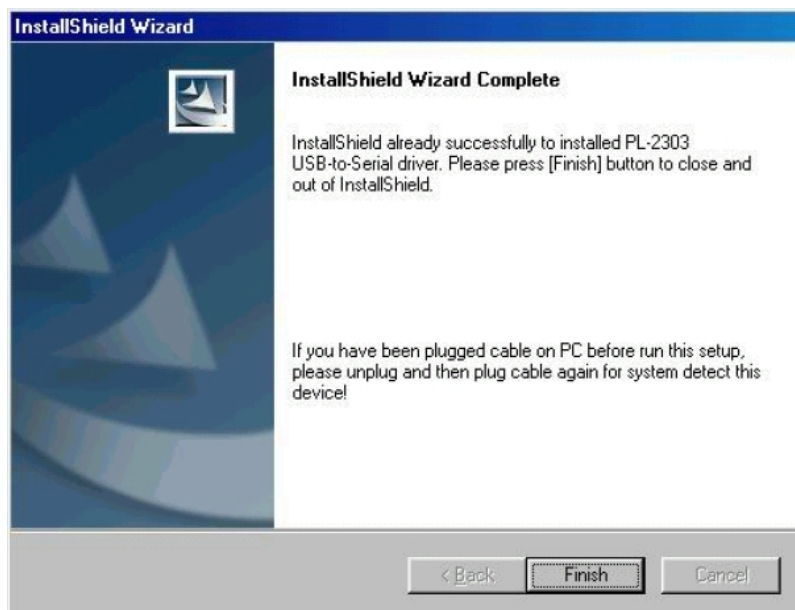 InstallShield Wizard
InstallShield Wizard Complete
InstallShield already successfully to installed PL-2303
USB-to-Serial driver. Please press [Finish] button to close and
out of InstallShield.
If you have been plugged cable on PC before run this setup,
please unplug and then plug cable again for system detect this
device!
< Back Finish Cancel